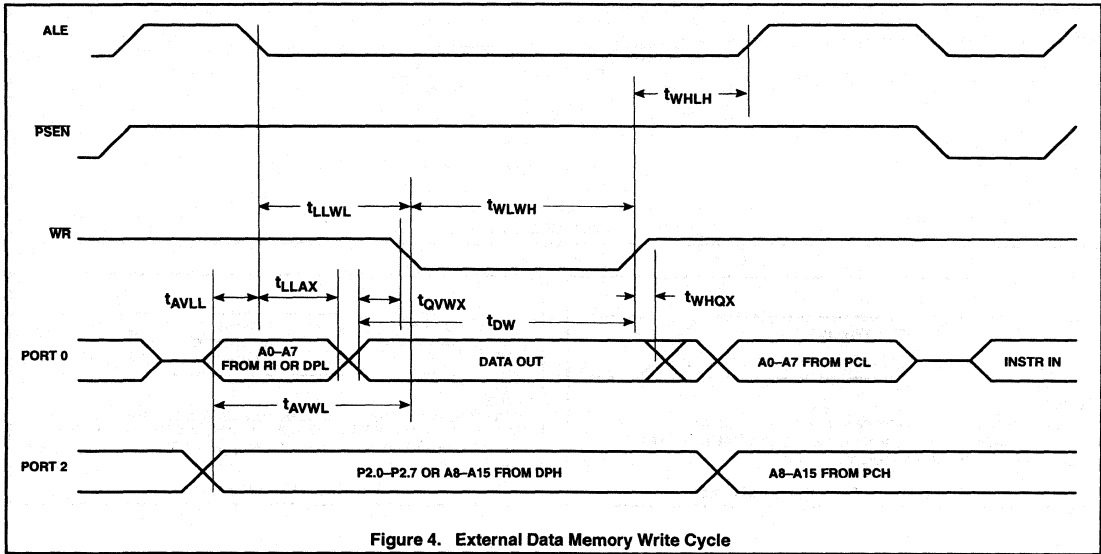 ALE
tWHLH
PSEN
tLLWL
tWLWH
WR
tAVLL
tLLAX
tQVWX
tWHQX
tDW
PORT 0
A0–A7
FROM RI OR DPL
DATA OUT
A0–A7 FROM PCL
INSTR IN
tAVWL
PORT 2
P2.0–P2.7 OR A8–A15 FROM DPH
A8–A15 FROM PCH
Figure 4. External Data Memory Write Cycle